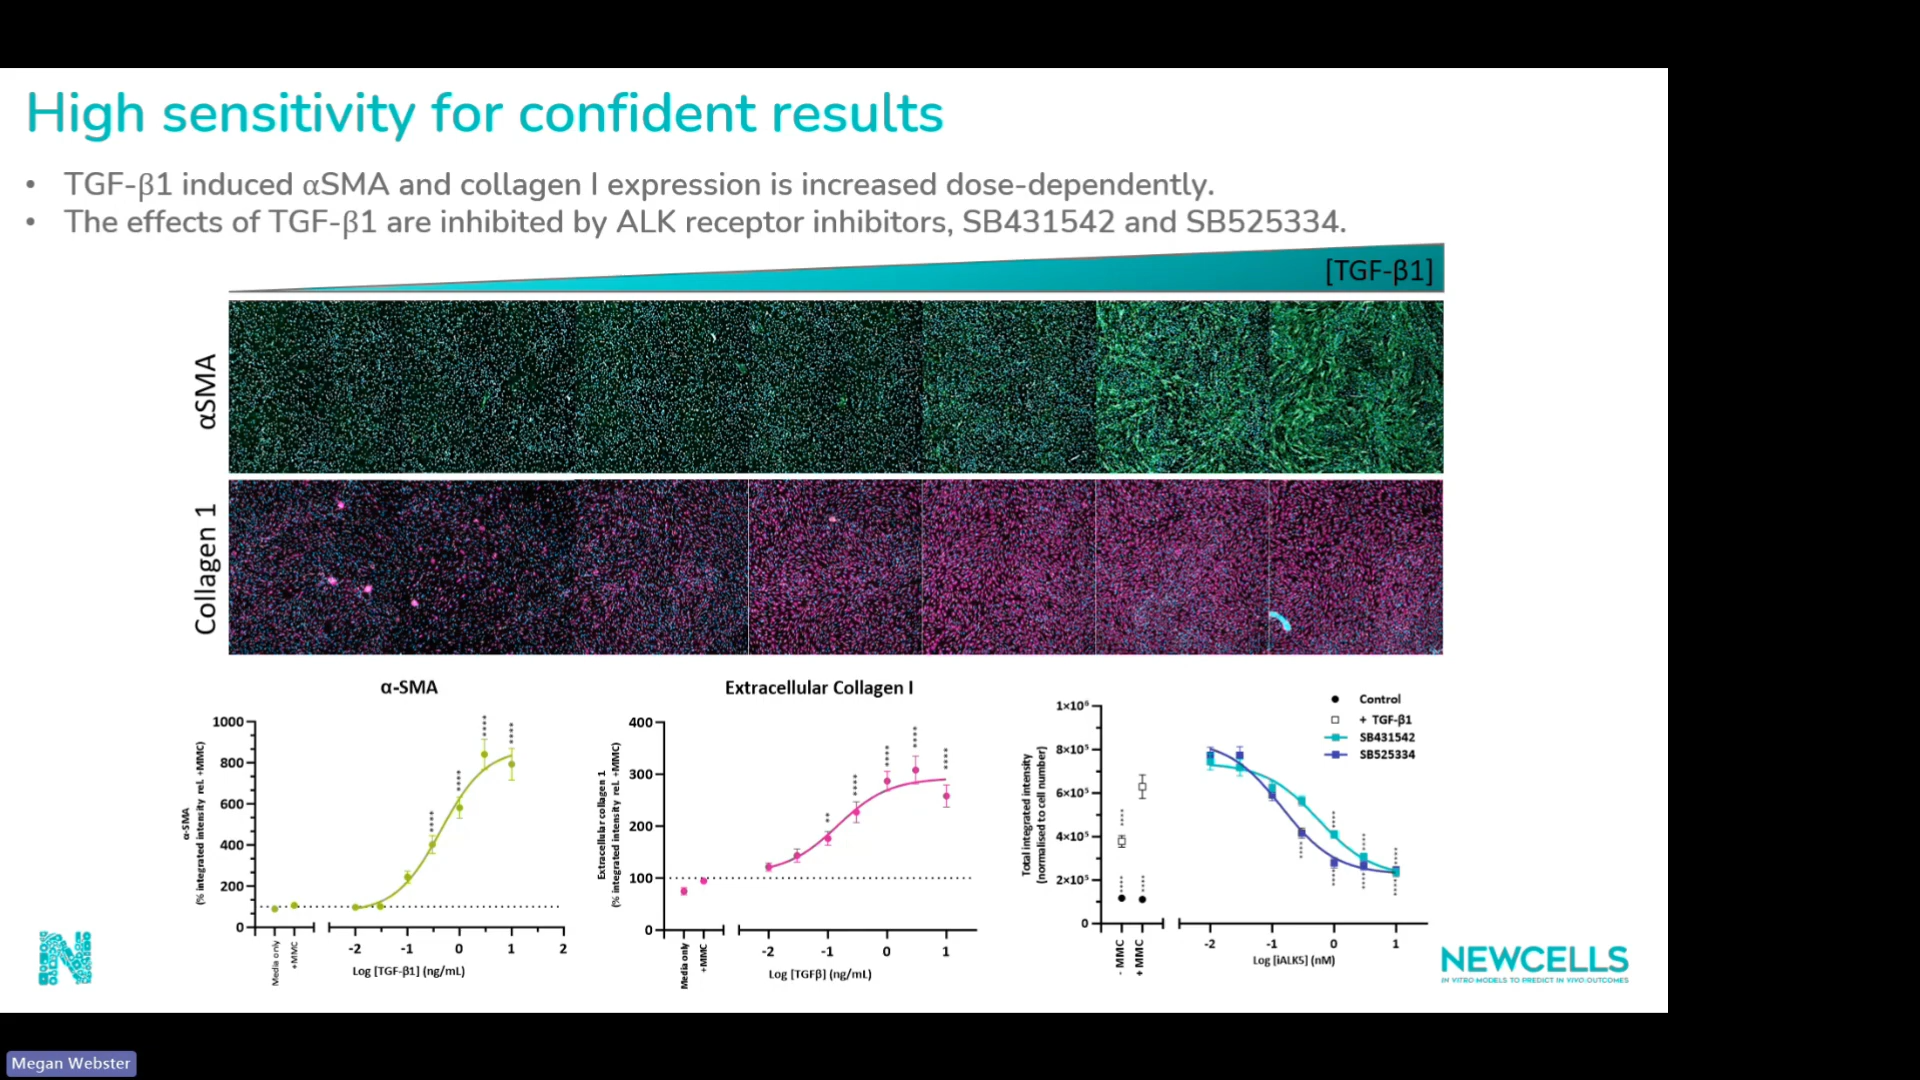 High sensitivity for confident results
• TGF-β1 induced αSMA and collagen I expression is increased dose-dependently.
• The effects of TGF-β1 are inhibited by ALK receptor inhibitors, SB431542 and SB525334.
[TGF-β1]
αSMA
Collagen 1
α-SMA
α-SMA
(% integrated intensity rel. +MMC)
1000
800
600
400
200
0
****
****
****
****
Media only
+MMC
-2 -1 0 1 2
Log [TGF-β1] (ng/mL)
Extracellular Collagen I
Extracellular collagen 1
(% integrated intensity rel. +MMC)
400
300
200
100
0
**
****
****
****
****
Media only
+MMC
-2 -1 0 1
Log [TGFβ] (ng/mL)
Total integrated intensity
(normalised to cell number)
1×10⁶
8×10⁵
6×10⁵
4×10⁵
2×10⁵
0
- MMC
+ MMC
Control
+ TGF-β1
SB431542
SB525334
****
****
****
****
****
****
****
****
****
-2 -1 0 1
Log [iALK5] (nM)
N
NEWCELLS
IN VITRO MODELS TO PREDICT IN VIVO OUTCOMES
Megan Webster